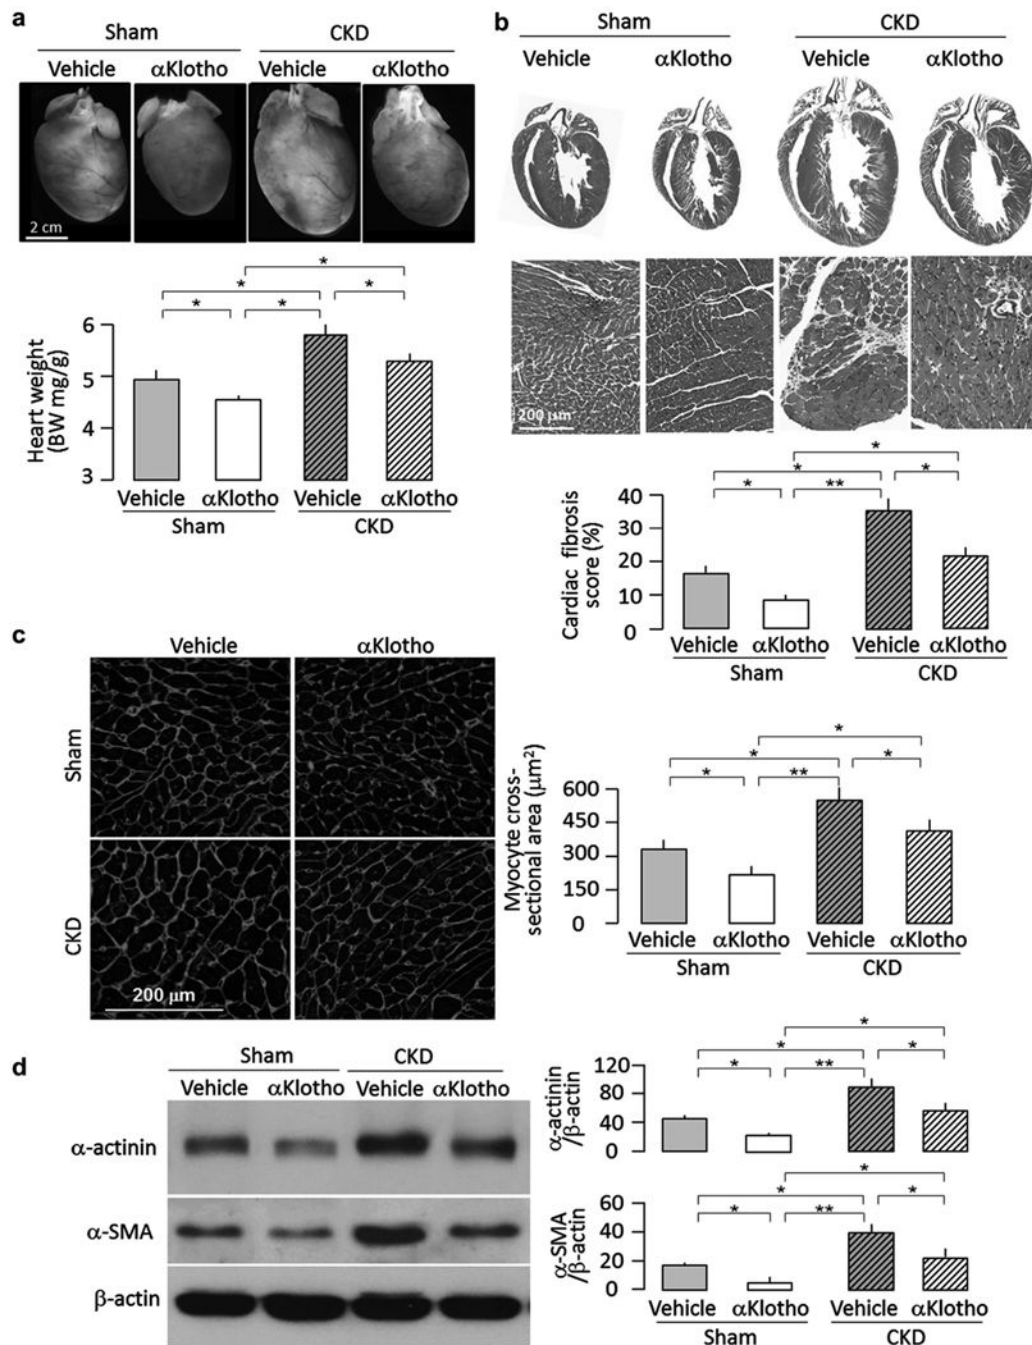 a
Sham CKD
Vehicle αKlotho Vehicle αKlotho
2 cm
* * * * *
Heart weight
(BW mg/g)
6
5
4
3
Vehicle αKlotho Vehicle αKlotho
Sham CKD
b
Sham CKD
Vehicle αKlotho Vehicle αKlotho
200 μm
* * * ** *
Cardiac fibrosis
score (%)
40
30
20
10
0
Vehicle αKlotho Vehicle αKlotho
Sham CKD
c
Vehicle αKlotho
Sham
CKD
200 μm
* * * ** *
Myocyte cross-
sectional area (μm²)
600
450
300
150
0
Vehicle αKlotho Vehicle αKlotho
Sham CKD
d
Sham CKD
Vehicle αKlotho Vehicle αKlotho
α-actinin
α-SMA
β-actin
* * * ** *
α-actinin
/β-actin
120
80
40
0
* * * ** *
α-SMA
/β-actin
60
40
20
0
Vehicle αKlotho Vehicle αKlotho
Sham CKD